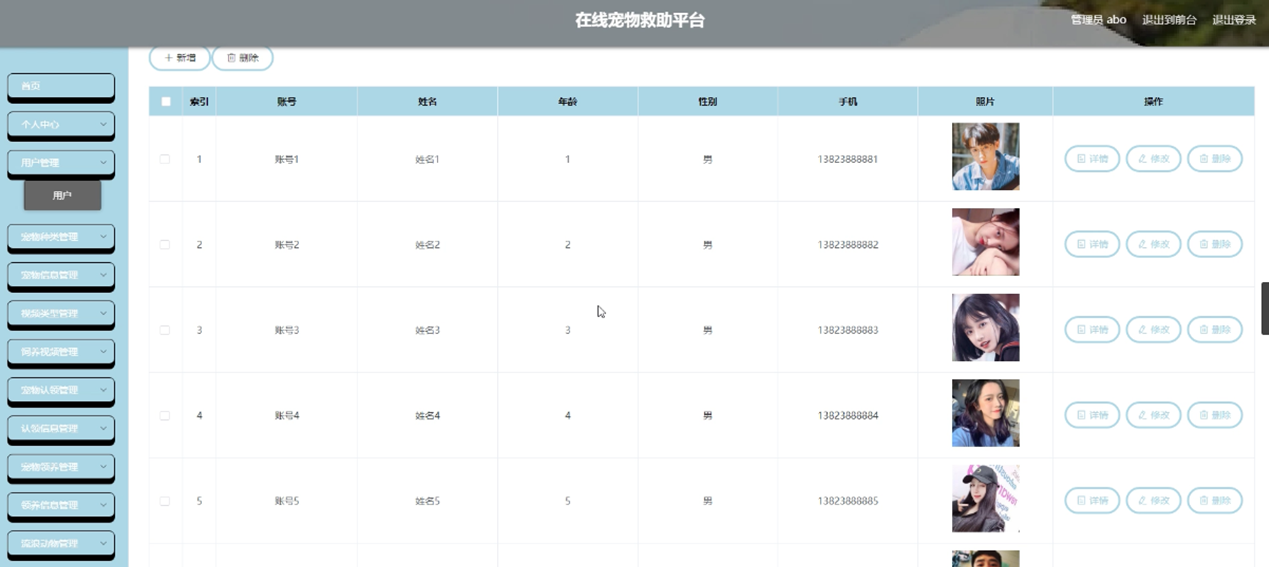 在线宠物救助平台
管理员 abo 退出到前台 退出登录
新增 删除
首页
个人中心
用户管理
用户
宠物种类管理
宠物信息管理
视频类型管理
饲养视频管理
宠物认领管理
认领信息管理
宠物领养管理
领养信息管理
流浪动物管理
索引 账号 姓名 年龄 性别 手机 照片 操作
1 账号1 姓名1 1 男 13823888881 详情 修改 删除
2 账号2 姓名2 2 男 13823888882 详情 修改 删除
3 账号3 姓名3 3 男 13823888883 详情 修改 删除
4 账号4 姓名4 4 男 13823888884 详情 修改 删除
5 账号5 姓名5 5 男 13823888885 详情 修改 删除